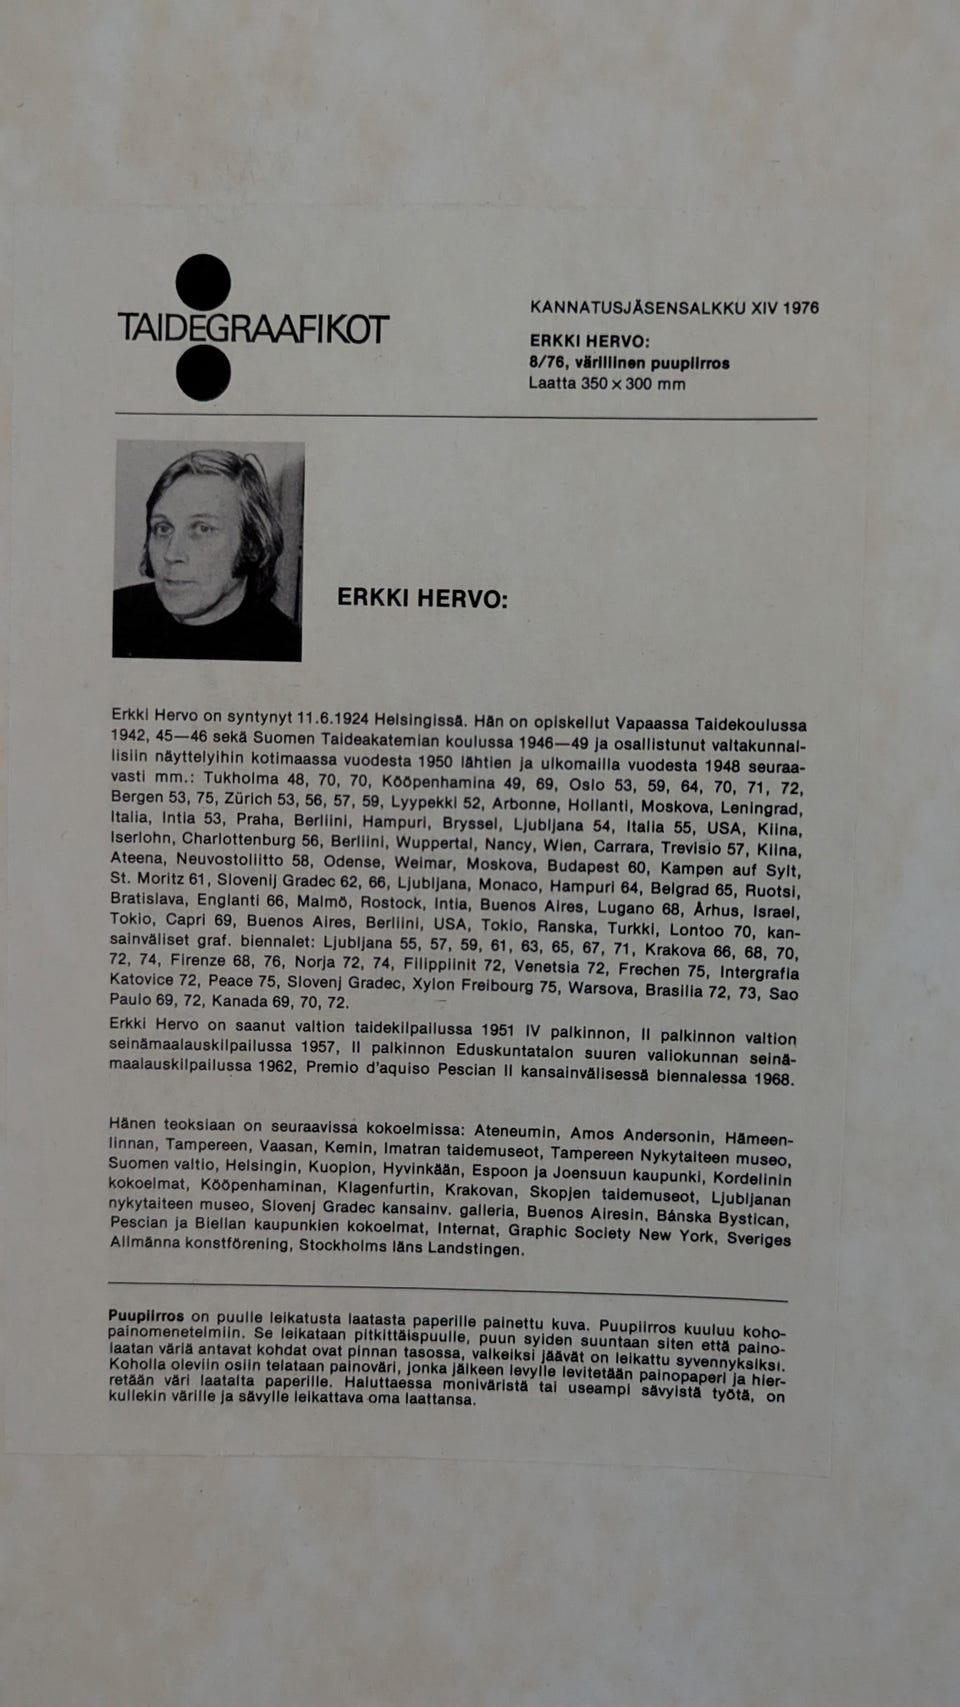 TAIDEGRAAFIKOT
KANNATUSJÄSENSALKKU XIV 1976
ERKKI HERVO:
8/76, värillinen puupiirros
Laatta 350 x 300 mm
ERKKI HERVO:
Erkki Hervo on syntynyt 11.6.1924 Helsingissä. Hän on opiskellut Vapaassa Taidekoulussa
1942, 45—46 sekä Suomen Taideakatemian koulussa 1946—49 ja osallistunut valtakunnal-
lisiin näyttelyihin kotimaassa vuodesta 1950 lähtien ja ulkomailla vuodesta 1948 seuraa-
vasti mm.: Tukholma 48, 70, 70, Kööpenhamina 49, 69, Oslo 53, 59, 64, 70, 71, 72,
Bergen 53, 75, Zürich 53, 56, 57, 59, Lyypekki 52, Arbonne, Hollanti, Moskova, Leningrad,
Italia, Intia 53, Praha, Berliini, Hampuri, Bryssel, Ljubljana 54, Italia 55, USA, Kiina,
Iserlohn, Charlottenburg 56, Berliini, Wuppertal, Nancy, Wien, Carrara, Trevisio 57, Kiina,
Ateena, Neuvostoliitto 58, Odense, Weimar, Moskova, Budapest 60, Kampen auf Sylt,
St. Moritz 61, Slovenij Gradec 62, 66, Ljubljana, Monaco, Hampuri 64, Belgrad 65, Ruotsi,
Bratislava, Englanti 66, Malmö, Rostock, Intia, Buenos Aires, Lugano 68, Århus, Israel,
Tokio, Capri 69, Buenos Aires, Berliini, USA, Tokio, Ranska, Turkki, Lontoo 70, kan-
sainväliset graf. biennalet: Ljubljana 55, 57, 59, 61, 63, 65, 67, 71, Krakova 66, 68, 70,
72, 74, Firenze 68, 76, Norja 72, 74, Filippiinit 72, Venetsia 72, Frechen 75, Intergrafia
Katovice 72, Peace 75, Slovenj Gradec, Xylon Freibourg 75, Warsova, Brasilia 72, 73, Sao
Paulo 69, 72, Kanada 69, 70, 72.
Erkki Hervo on saanut valtion taidekilpailussa 1951 IV palkinnon, II palkinnon valtion
seinämaalauskilpailussa 1957, II palkinnon Eduskuntatalon suuren valiokunnan seinä-
maalauskilpailussa 1962, Premio d'aquiso Pescian II kansainvälisessä biennalessa 1968.
Hänen teoksiaan on seuraavissa kokoelmissa: Ateneumin, Amos Andersonin, Hämeen-
linnan, Tampereen, Vaasan, Kemin, Imatran taidemuseot, Tampereen Nykytaiteen museo,
Suomen valtio, Helsingin, Kuopion, Hyvinkään, Espoon ja Joensuun kaupunki, Kordelinin
kokoelmat, Kööpenhaminan, Klagenfurtin, Krakovan, Skopjen taidemuseot, Ljubljanan
nykytaiteen museo, Slovenj Gradec kansainv. galleria, Buenos Airesin, Bánska Bystican,
Pescian ja Biellan kaupunkien kokoelmat, Internat, Graphic Society New York, Sveriges
Allmänna konstförening, Stockholms läns Landstingen.
Puupiirros on puulle leikatusta laatasta paperille painettu kuva. Puupiirros kuuluu koho-
painomenetelmiin. Se leikataan pitkittäispuulle, puun syiden suuntaan siten että paino-
laatan väriä antavat kohdat ovat pinnan tasossa, valkeiksi jäävät on leikattu syvennyksiksi.
Koholla oleviin osiin telataan painoväri, jonka jälkeen levylle levitetään painopaperi ja hier-
retään väri laatalta paperille. Haluttaessa moniväristä tai useampi sävyistä työtä, on
kullekin värille ja sävylle leikattava oma laattansa.